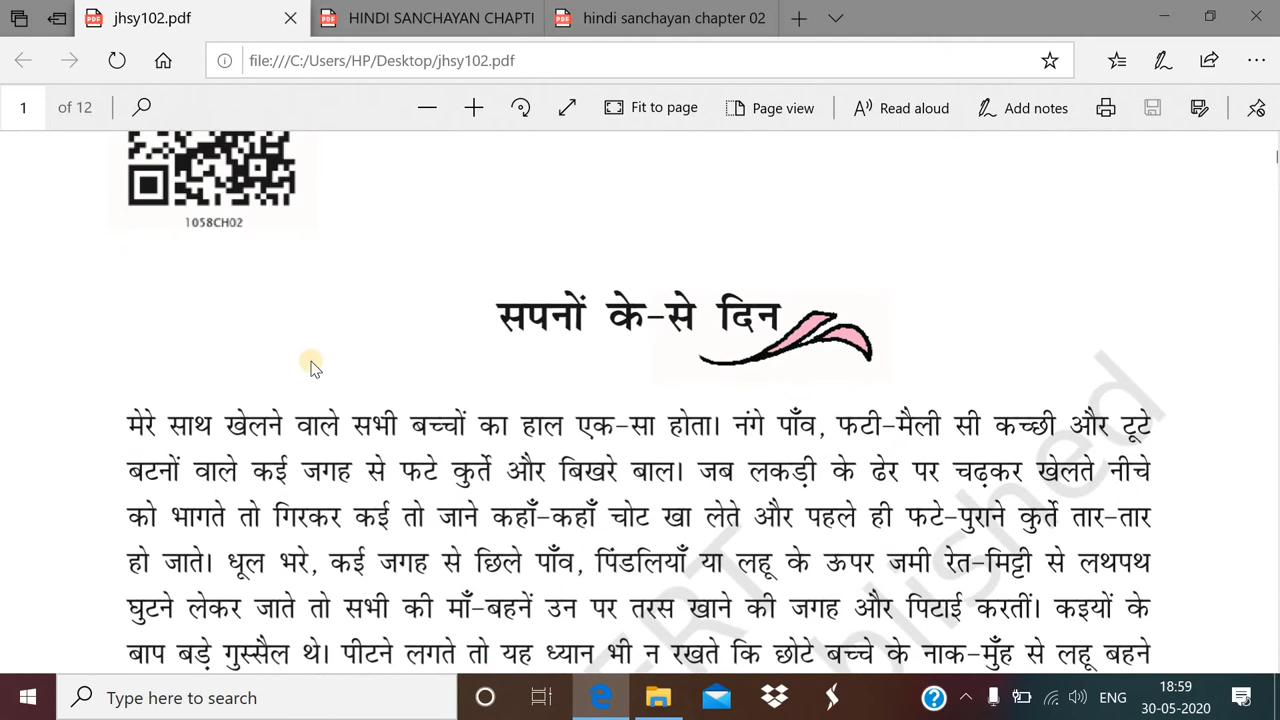 jhsy102.pdf
HINDI SANCHAYAN CHAPTI
hindi sanchayan chapter 02
file:///C:/Users/HP/Desktop/jhsy102.pdf
1 of 12
Fit to page
Page view
Read aloud
Add notes
1058CH02
सपनों के-से दिन
मेरे साथ खेलने वाले सभी बच्चों का हाल एक-सा होता। नंगे पाँव, फटी-मैली सी कच्छी और टूटे
बटनों वाले कई जगह से फटे कुर्ते और बिखरे बाल। जब लकड़ी के ढेर पर चढ़कर खेलते नीचे
को भागते तो गिरकर कई तो जाने कहाँ-कहाँ चोट खा लेते और पहले ही फटे-पुराने कुर्ते तार-तार
हो जाते। धूल भरे, कई जगह से छिले पाँव, पिंडलियाँ या लहू के ऊपर जमी रेत-मिट्टी से लथपथ
घुटने लेकर जाते तो सभी की माँ-बहनें उन पर तरस खाने की जगह और पिटाई करतीं। कइयों के
बाप बड़े गुस्सैल थे। पीटने लगते तो यह ध्यान भी न रखते कि छोटे बच्चे के नाक-मुँह से लहू बहने
blished
Type here to search
ENG
18:59
30-05-2020